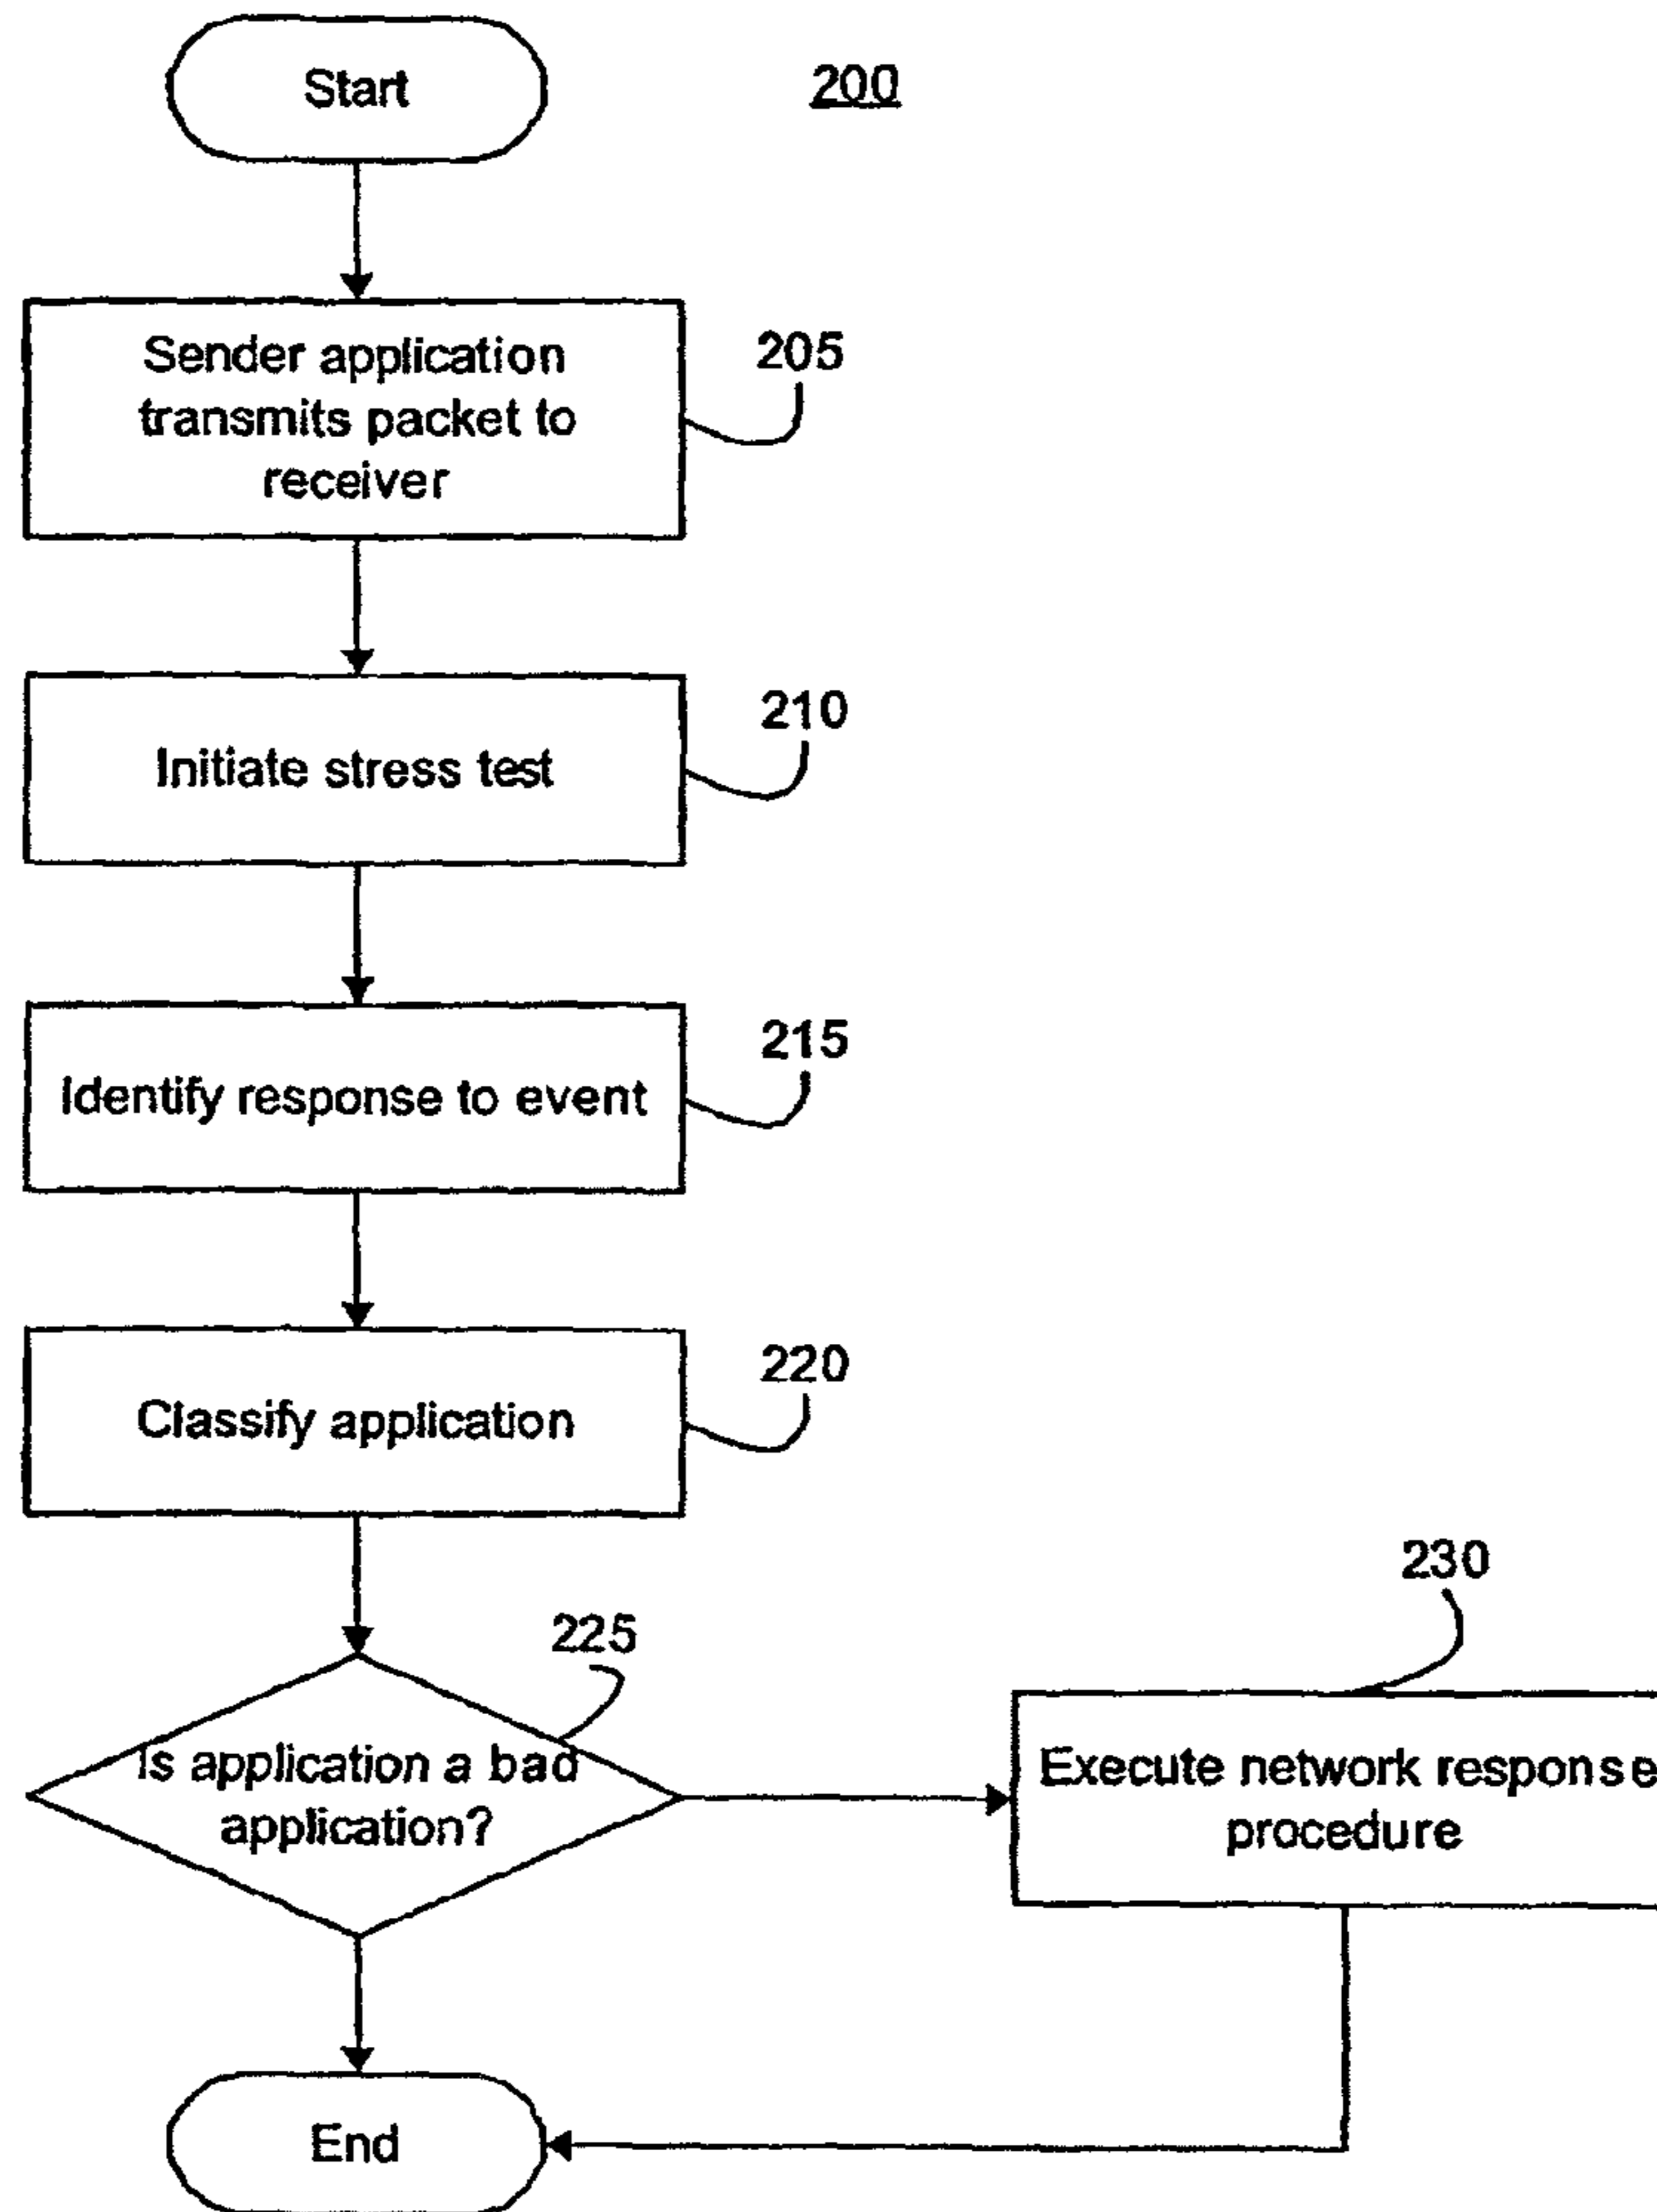 Start
200
Sender application
transmits packet to
receiver
205
Initiate stress test
210
Identify response to event
215
Classify application
220
Is application a bad
application?
225
Execute network response
procedure
230
End